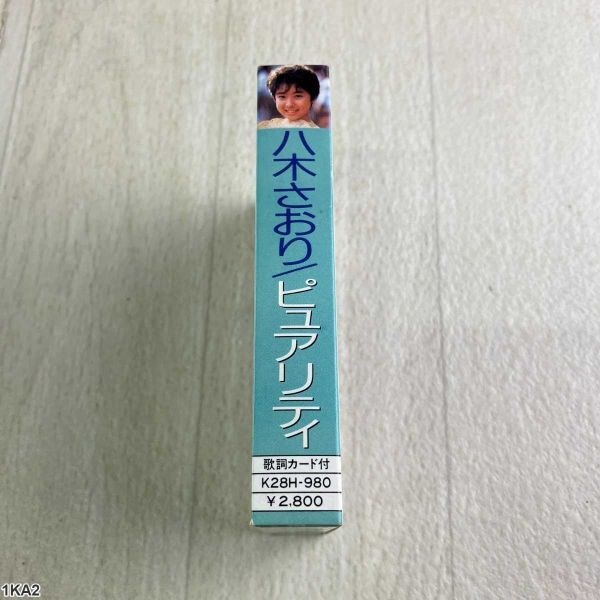 八木さおり/ピュアリティ
歌詞カード付
K28H-980
¥2,800
1KA2